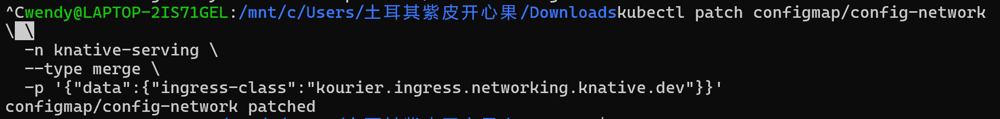 ^Cwendy@LAPTOP-2IS71GEL:/mnt/c/Users/土耳其紫皮开心果/Downloadskubectl patch configmap/config-network
\ \
  -n knative-serving \
  --type merge \
  -p '{"data":{"ingress-class":"kourier.ingress.networking.knative.dev"}}'
configmap/config-network patched